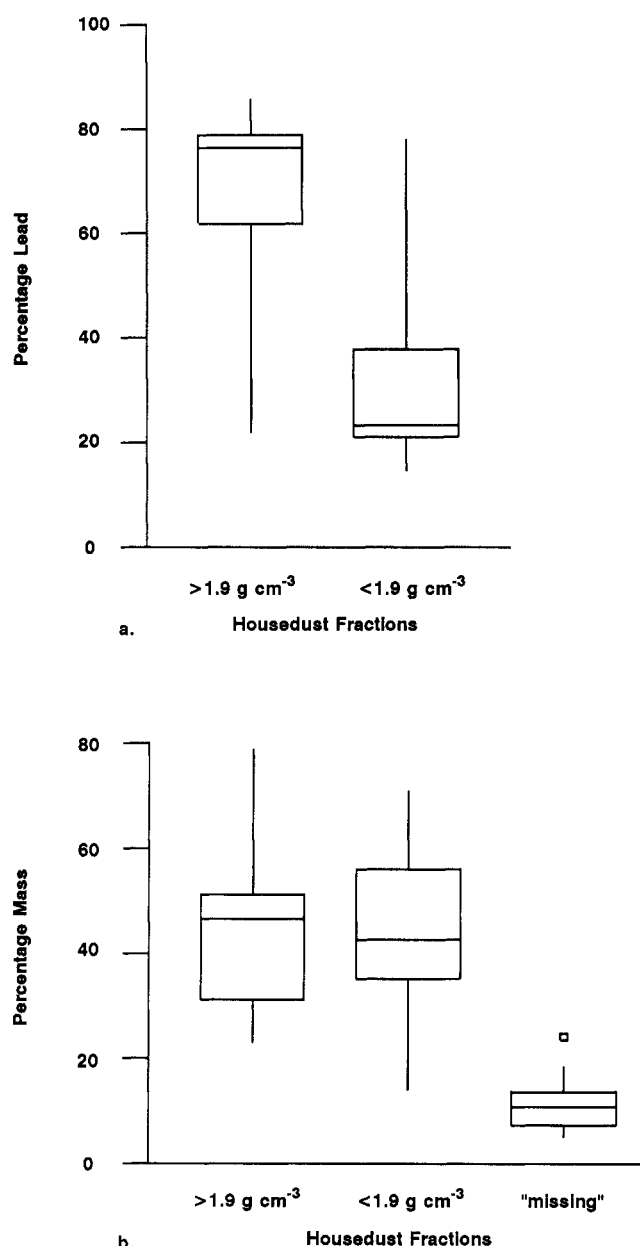 100
80
60
40
20
0
Percentage Lead
>1.9 g cm-3
<1.9 g cm-3
Housedust Fractions
a.
80
60
40
20
0
Percentage Mass
>1.9 g cm-3
<1.9 g cm-3
"missing"
Housedust Fractions
b.